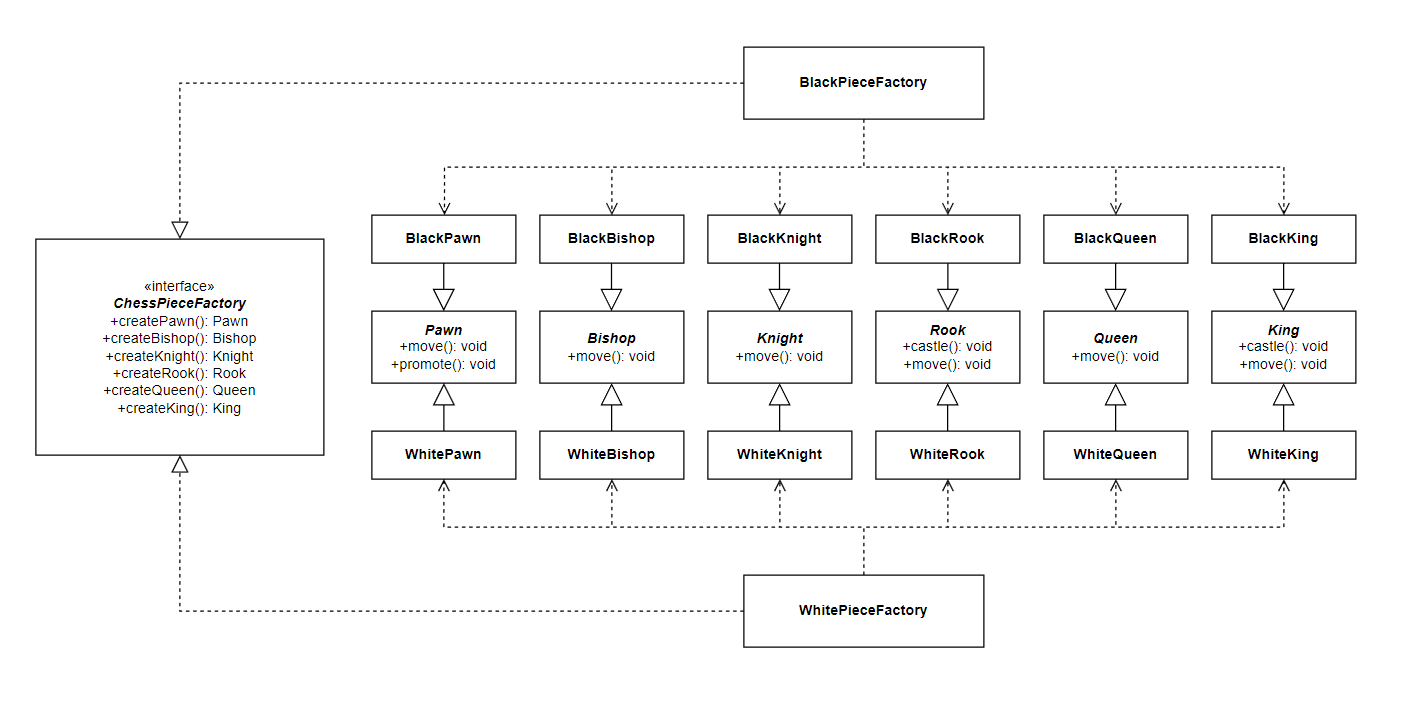 BlackPieceFactory
BlackPawn
BlackBishop
BlackKnight
BlackRook
BlackQueen
BlackKing
«interface»
ChessPieceFactory
+createPawn(): Pawn
+createBishop(): Bishop
+createKnight(): Knight
+createRook(): Rook
+createQueen(): Queen
+createKing(): King
Pawn
+move(): void
+promote(): void
Bishop
+move(): void
Knight
+move(): void
Rook
+castle(): void
+move(): void
Queen
+move(): void
King
+castle(): void
+move(): void
WhitePawn
WhiteBishop
WhiteKnight
WhiteRook
WhiteQueen
WhiteKing
WhitePieceFactory